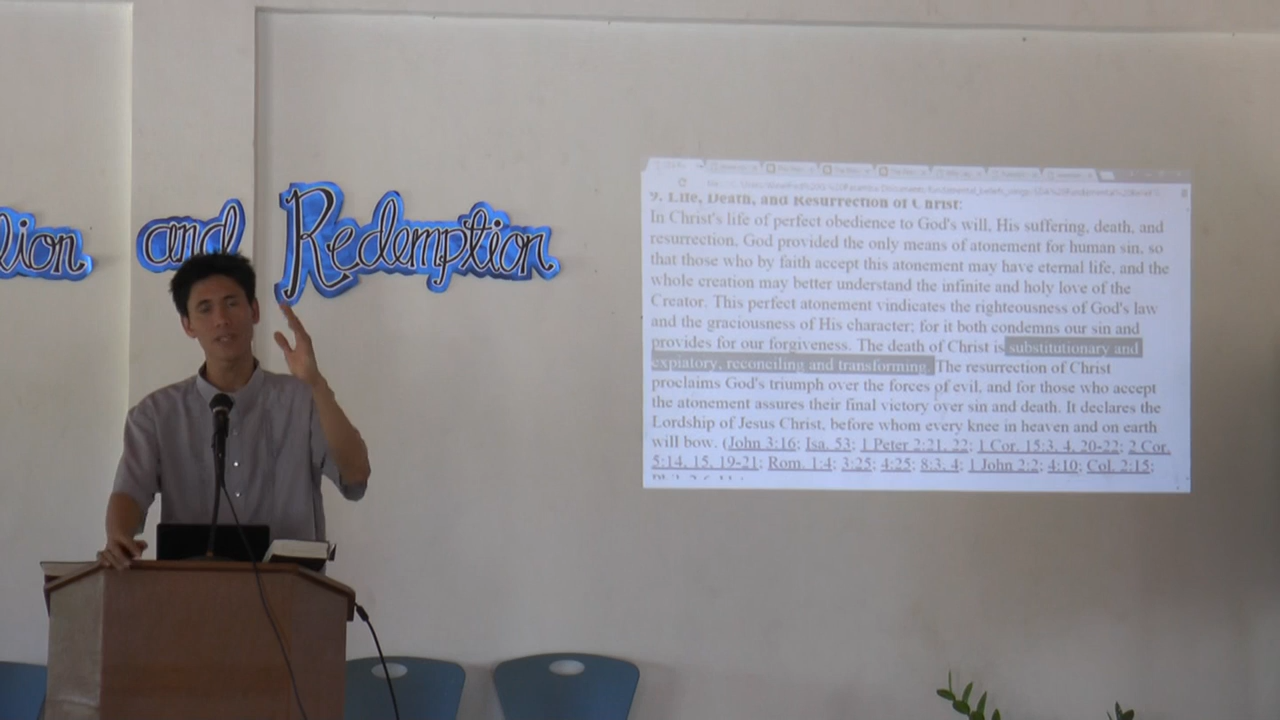 tion and Redemption
9. Life, Death, and Resurrection of Christ:
In Christ's life of perfect obedience to God's will, His suffering, death, and
resurrection, God provided the only means of atonement for human sin, so
that those who by faith accept this atonement may have eternal life, and the
whole creation may better understand the infinite and holy love of the
Creator. This perfect atonement vindicates the righteousness of God's law
and the graciousness of His character; for it both condemns our sin and
provides for our forgiveness. The death of Christ is substitutionary and
expiatory, reconciling and transforming. The resurrection of Christ
proclaims God's triumph over the forces of evil, and for those who accept
the atonement assures their final victory over sin and death. It declares the
Lordship of Jesus Christ, before whom every knee in heaven and on earth
will bow. (John 3:16; Isa. 53; 1 Peter 2:21, 22; 1 Cor. 15:3, 4, 20-22; 2 Cor.
5:14, 15, 19-21; Rom. 1:4; 3:25; 4:25; 8:3, 4; 1 John 2:2; 4:10; Col. 2:15;